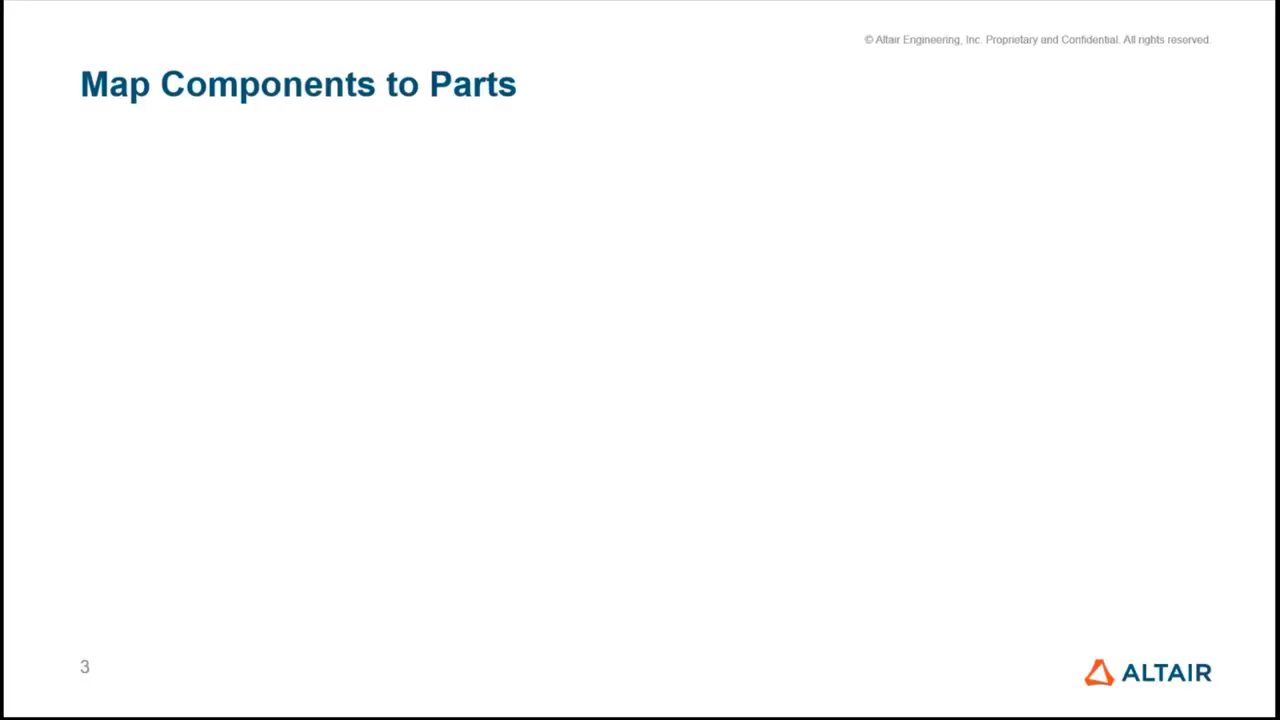 © Altair Engineering, Inc. Proprietary and Confidential. All rights reserved.
Map Components to Parts
3
ALTAIR